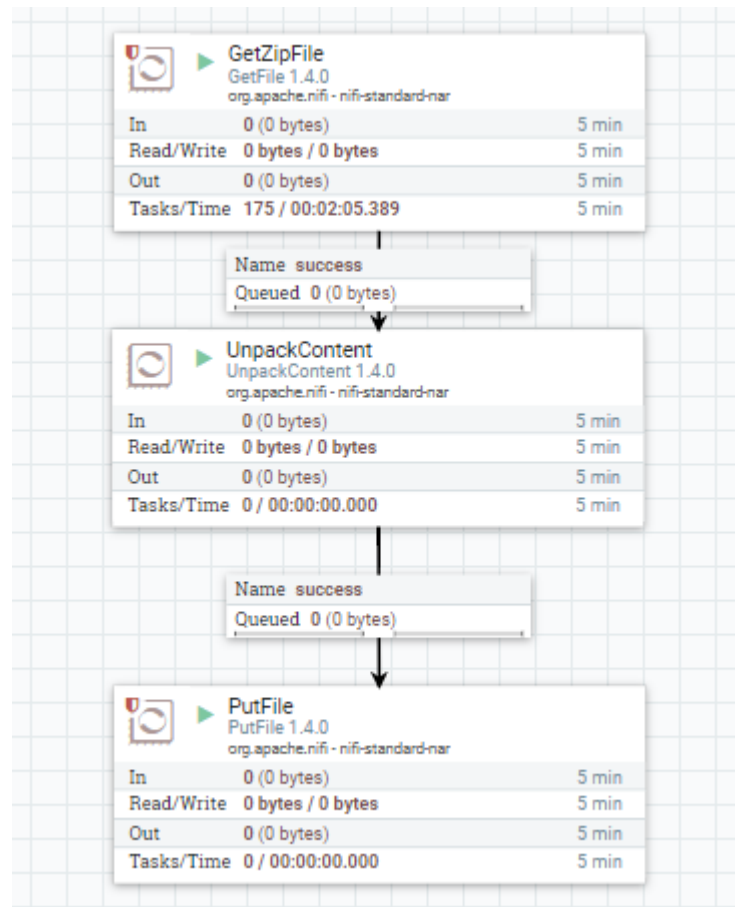 GetZipFile
GetFile 1.4.0
org.apache.nifi - nifi-standard-nar
In 0 (0 bytes) 5 min
Read/Write 0 bytes / 0 bytes 5 min
Out 0 (0 bytes) 5 min
Tasks/Time 175 / 00:02:05.389 5 min
Name success
Queued 0 (0 bytes)
UnpackContent
UnpackContent 1.4.0
org.apache.nifi - nifi-standard-nar
In 0 (0 bytes) 5 min
Read/Write 0 bytes / 0 bytes 5 min
Out 0 (0 bytes) 5 min
Tasks/Time 0 / 00:00:00.000 5 min
Name success
Queued 0 (0 bytes)
PutFile
PutFile 1.4.0
org.apache.nifi - nifi-standard-nar
In 0 (0 bytes) 5 min
Read/Write 0 bytes / 0 bytes 5 min
Out 0 (0 bytes) 5 min
Tasks/Time 0 / 00:00:00.000 5 min